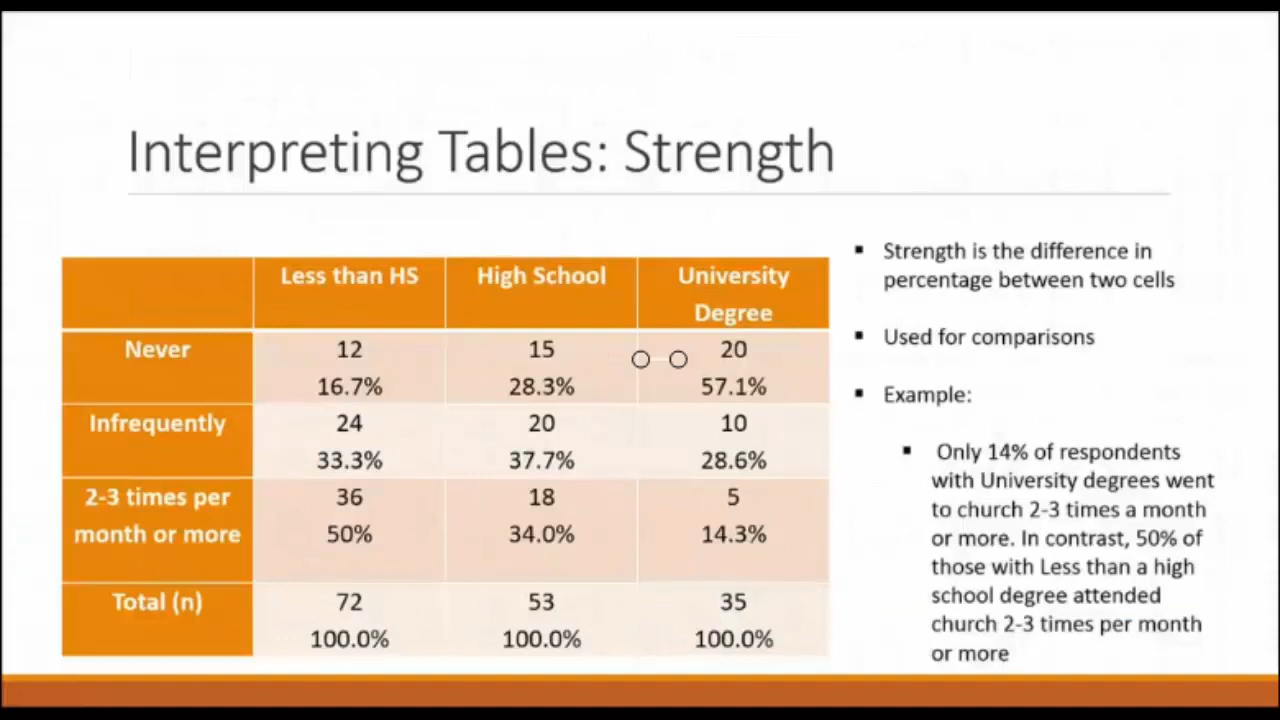 Interpreting Tables: Strength
Less than HS High School University
Degree
Never 12 15 20
16.7% 28.3% 57.1%
Infrequently 24 20 10
33.3% 37.7% 28.6%
2-3 times per 36 18 5
month or more 50% 34.0% 14.3%
Total (n) 72 53 35
100.0% 100.0% 100.0%
▪ Strength is the difference in
percentage between two cells
▪ Used for comparisons
▪ Example:
▪ Only 14% of respondents
with University degrees went
to church 2-3 times a month
or more. In contrast, 50% of
those with Less than a high
school degree attended
church 2-3 times per month
or more